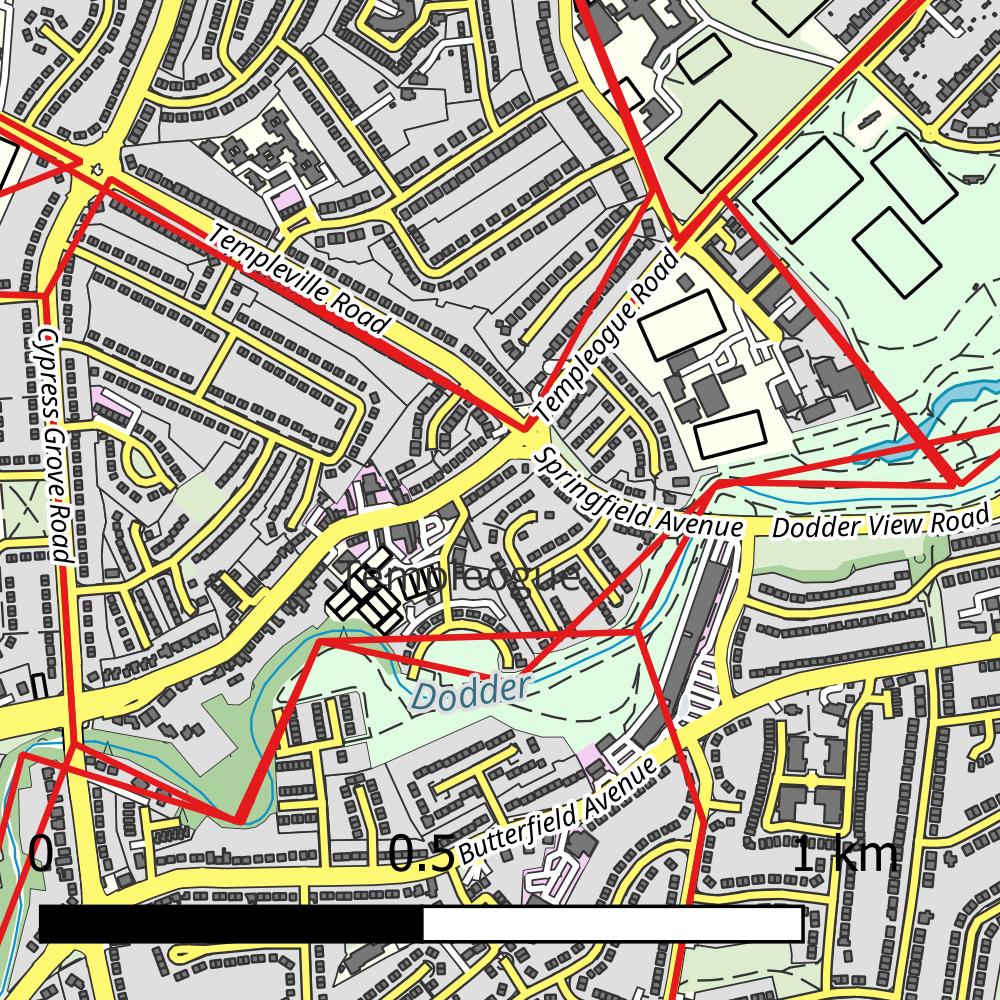 Templeville Road
Templeogue Road
Cypress Grove Road
Springfield Avenue
Dodder View Road
Templeogue
Dodder
Butterfield Avenue
0 0.5 1 km